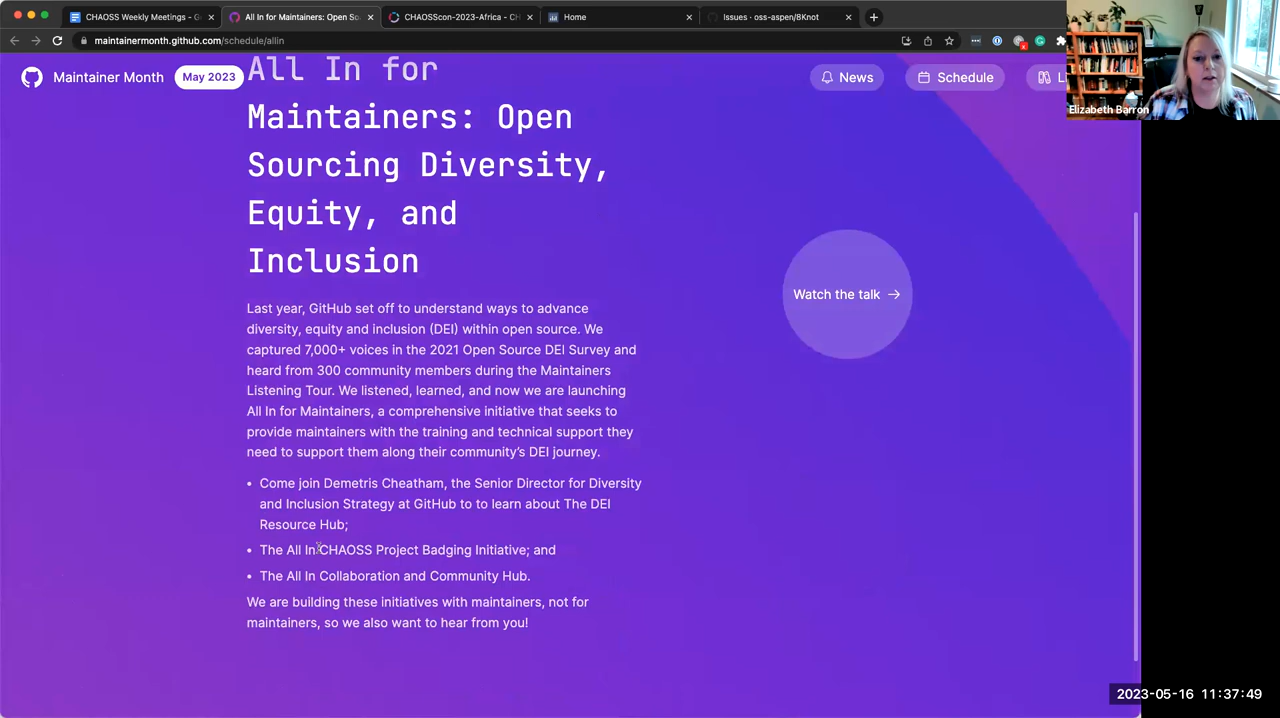 CHAOSS Weekly Meetings - G
All In for Maintainers: Open So
CHAOSScon-2023-Africa - CH
Home
Issues · oss-aspen/8Knot
maintainermonth.github.com/schedule/allin
Maintainer Month
May 2023
News
Schedule
Elizabeth Barron
All In for
Maintainers: Open
Sourcing Diversity,
Equity, and
Inclusion
Watch the talk →
Last year, GitHub set off to understand ways to advance
diversity, equity and inclusion (DEI) within open source. We
captured 7,000+ voices in the 2021 Open Source DEI Survey and
heard from 300 community members during the Maintainers
Listening Tour. We listened, learned, and now we are launching
All In for Maintainers, a comprehensive initiative that seeks to
provide maintainers with the training and technical support they
need to support them along their community's DEI journey.
• Come join Demetris Cheatham, the Senior Director for Diversity
and Inclusion Strategy at GitHub to to learn about The DEI
Resource Hub;
• The All In CHAOSS Project Badging Initiative; and
• The All In Collaboration and Community Hub.
We are building these initiatives with maintainers, not for
maintainers, so we also want to hear from you!
2023-05-16 11:37:49